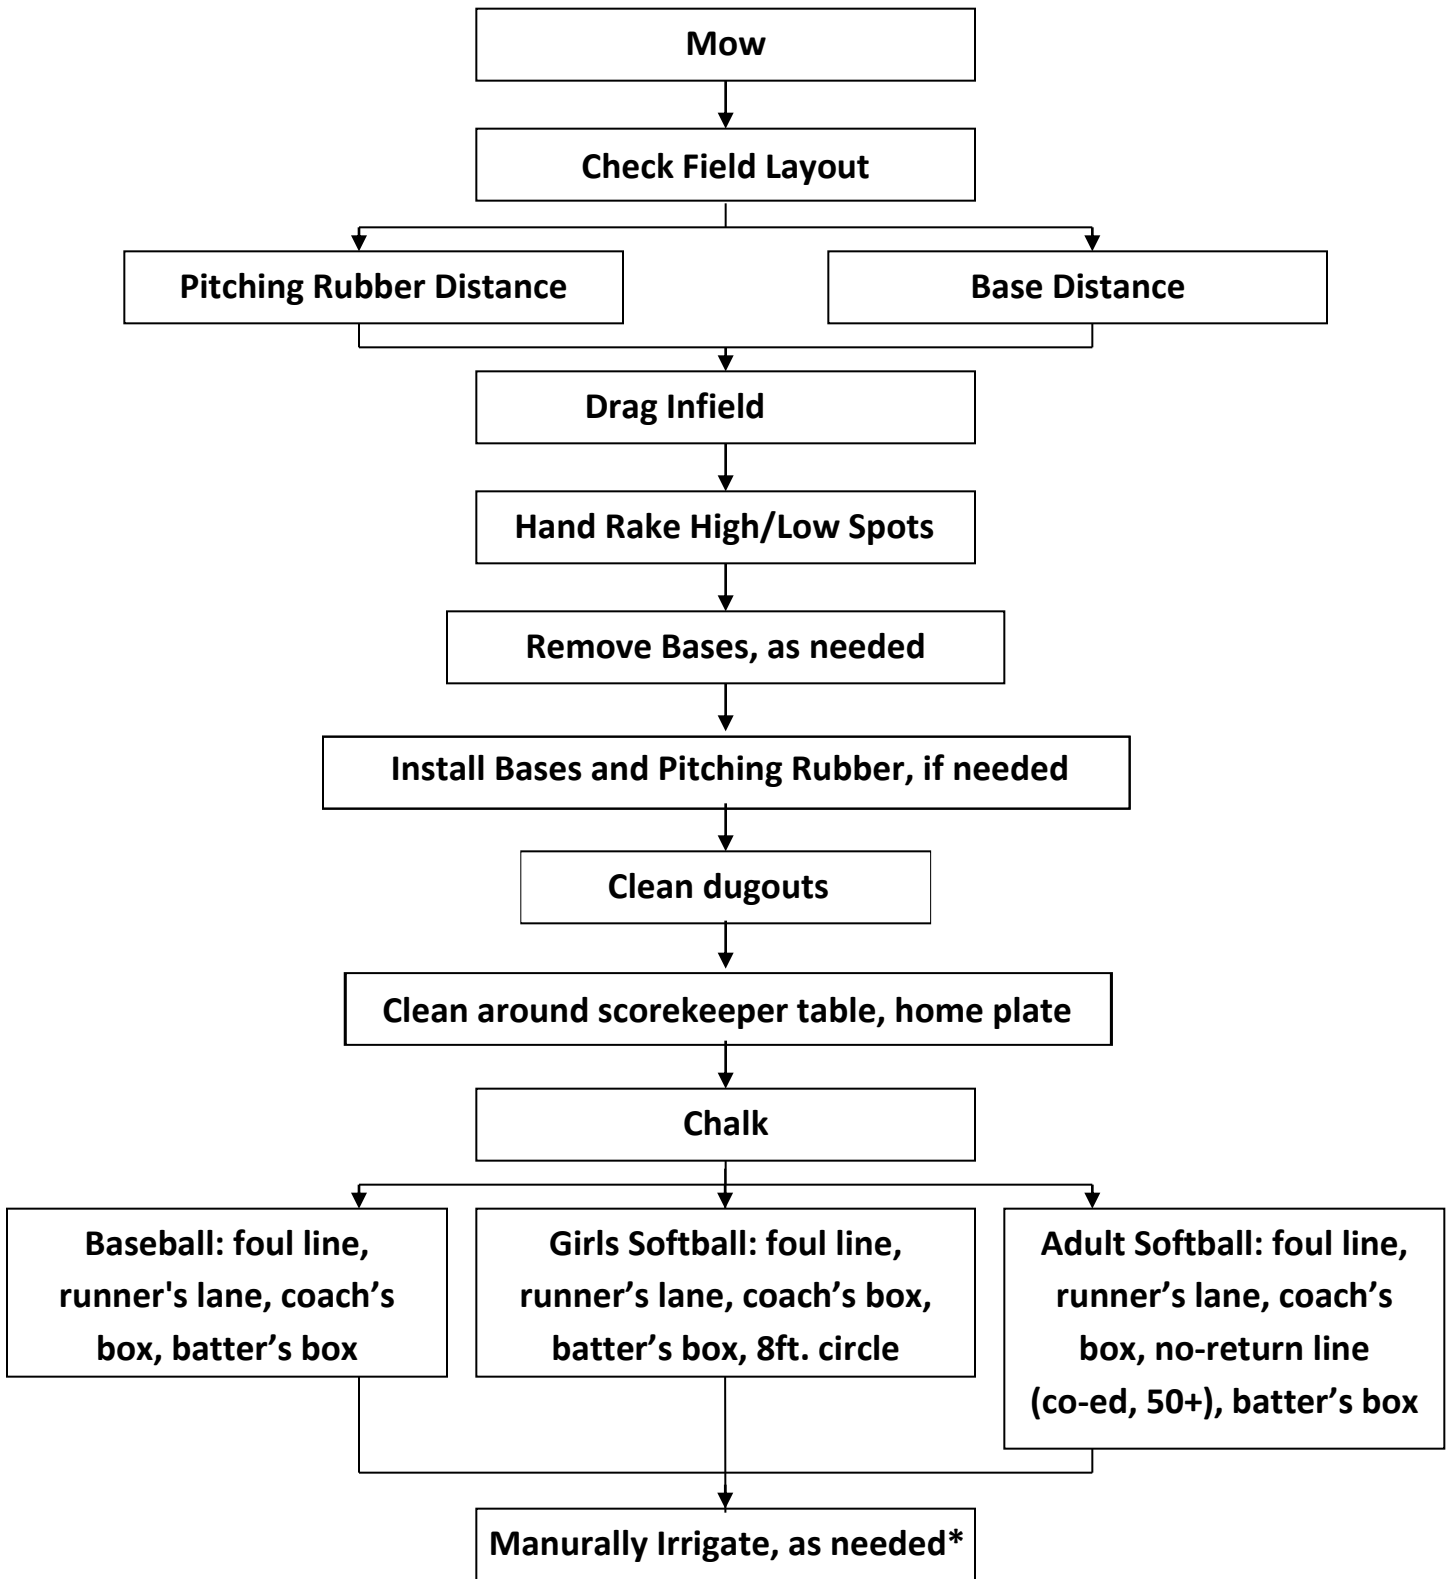 Mow
Check Field Layout
Pitching Rubber Distance
Base Distance
Drag Infield
Hand Rake High/Low Spots
Remove Bases, as needed
Install Bases and Pitching Rubber, if needed
Clean dugouts
Clean around scorekeeper table, home plate
Chalk
Baseball: foul line,
runner's lane, coach’s
box, batter’s box
Girls Softball: foul line,
runner’s lane, coach’s box,
batter’s box, 8ft. circle
Adult Softball: foul line,
runner’s lane, coach’s
box, no-return line
(co-ed, 50+), batter’s box
Manurally Irrigate, as needed*